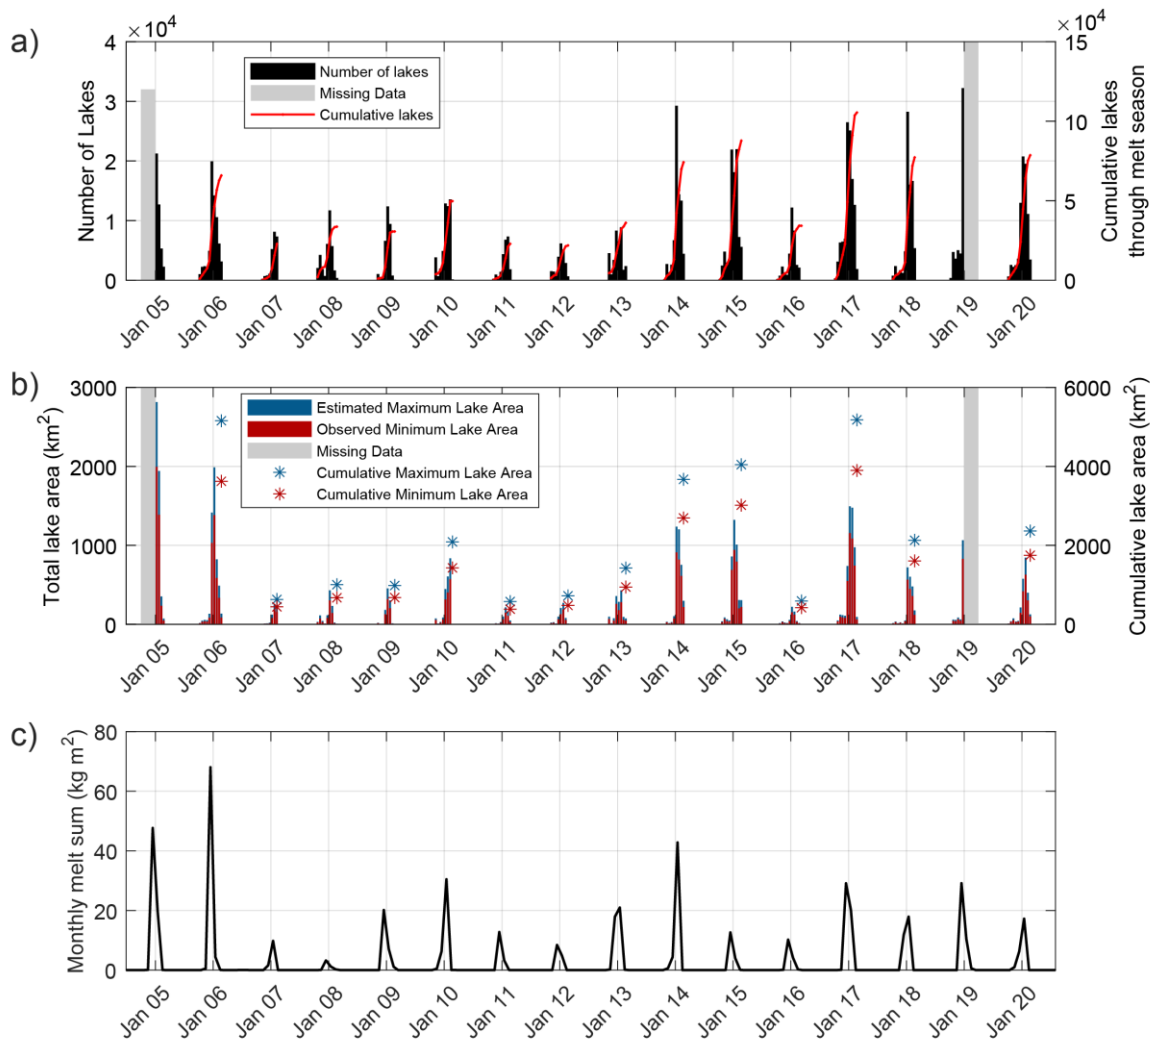 a)
×10⁴
×10⁴
4
3
2
1
0
Number of Lakes
15
10
5
0
Cumulative lakes
through melt season
Number of lakes
Missing Data
Cumulative lakes
Jan 05
Jan 06
Jan 07
Jan 08
Jan 09
Jan 10
Jan 11
Jan 12
Jan 13
Jan 14
Jan 15
Jan 16
Jan 17
Jan 18
Jan 19
Jan 20
b)
3000
2000
1000
0
Total lake area (km²)
6000
4000
2000
0
Cumulative lake area (km²)
Estimated Maximum Lake Area
Observed Minimum Lake Area
Missing Data
Cumulative Maximum Lake Area
Cumulative Minimum Lake Area
Jan 05
Jan 06
Jan 07
Jan 08
Jan 09
Jan 10
Jan 11
Jan 12
Jan 13
Jan 14
Jan 15
Jan 16
Jan 17
Jan 18
Jan 19
Jan 20
c)
80
60
40
20
0
Monthly melt sum (kg m²)
Jan 05
Jan 06
Jan 07
Jan 08
Jan 09
Jan 10
Jan 11
Jan 12
Jan 13
Jan 14
Jan 15
Jan 16
Jan 17
Jan 18
Jan 19
Jan 20